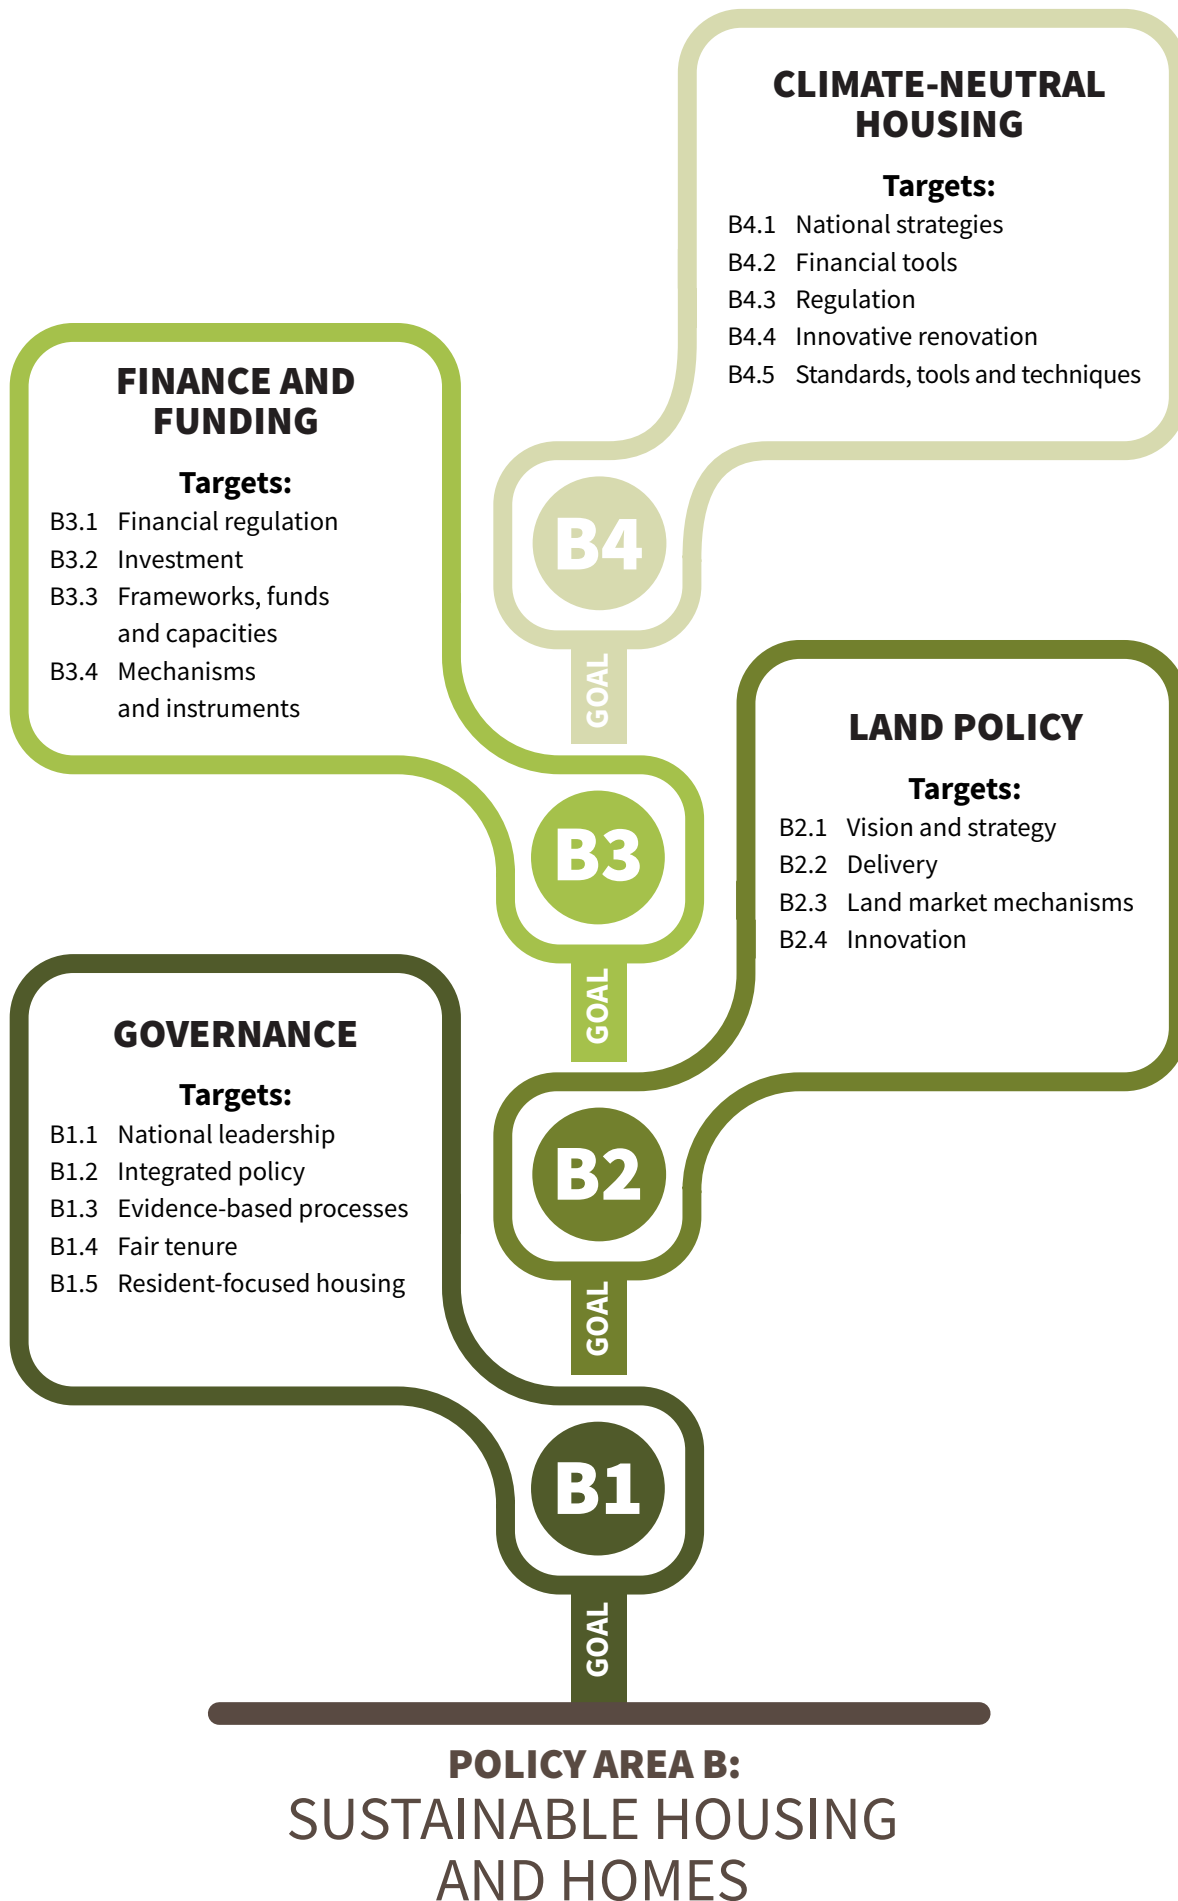 CLIMATE-NEUTRAL
HOUSING
Targets:
B4.1 National strategies
B4.2 Financial tools
B4.3 Regulation
B4.4 Innovative renovation
B4.5 Standards, tools and techniques
B4
GOAL
FINANCE AND
FUNDING
Targets:
B3.1 Financial regulation
B3.2 Investment
B3.3 Frameworks, funds
and capacities
B3.4 Mechanisms
and instruments
B3
GOAL
LAND POLICY
Targets:
B2.1 Vision and strategy
B2.2 Delivery
B2.3 Land market mechanisms
B2.4 Innovation
B2
GOAL
GOVERNANCE
Targets:
B1.1 National leadership
B1.2 Integrated policy
B1.3 Evidence-based processes
B1.4 Fair tenure
B1.5 Resident-focused housing
B1
GOAL
POLICY AREA B:
SUSTAINABLE HOUSING
AND HOMES